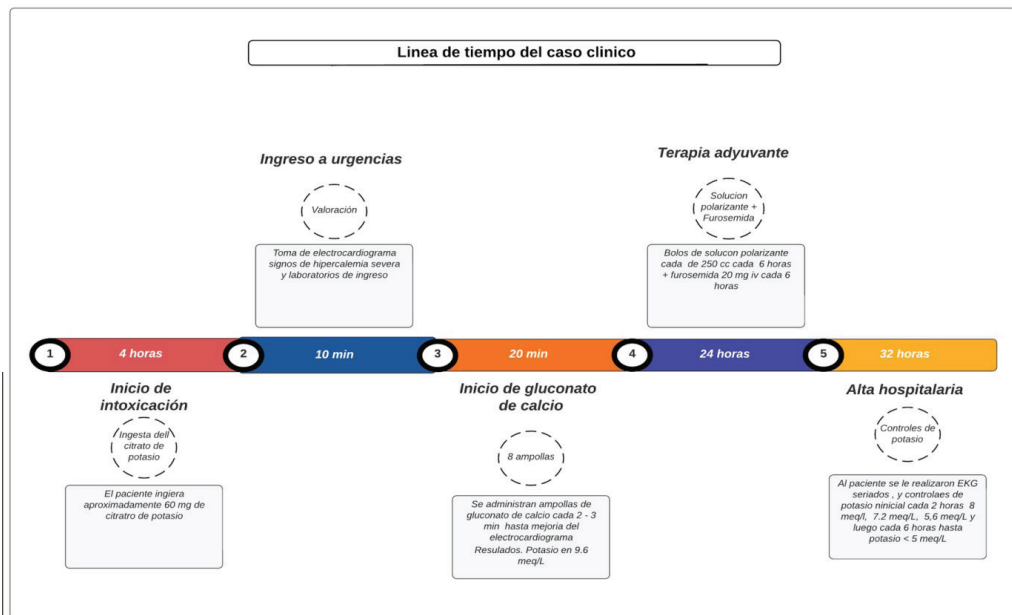 Linea de tiempo del caso clinico
Ingreso a urgencias
Valoración
Toma de electrocardiograma
signos de hipercalemia severa
y laboratorios de ingreso
Terapia adyuvante
Solucion
polarizante +
Furosemida
Bolos de solucon polarizante
cada de 250 cc cada 6 horas
+ furosemida 20 mg iv cada 6
horas
1
4 horas
2
10 min
3
20 min
4
24 horas
5
32 horas
Inicio de
intoxicación
Ingesta dell
citrato de
potasio
El paciente ingiera
aproximadamente 60 mg de
citratro de potasio
Inicio de gluconato
de calcio
8 ampollas
Se administran ampollas de
gluconato de calcio cada 2 - 3
min hasta mejoria del
electrocardiograma
Resulados. Potasio en 9.6
meq/L
Alta hospitalaria
Controles de
potasio
Al paciente se le realizaron EKG
seriados , y controlaes de
potasio ninicial cada 2 horas 8
meq/l, 7.2 meq/L, 5,6 meq/L y
luego cada 6 horas hasta
potasio < 5 meq/L